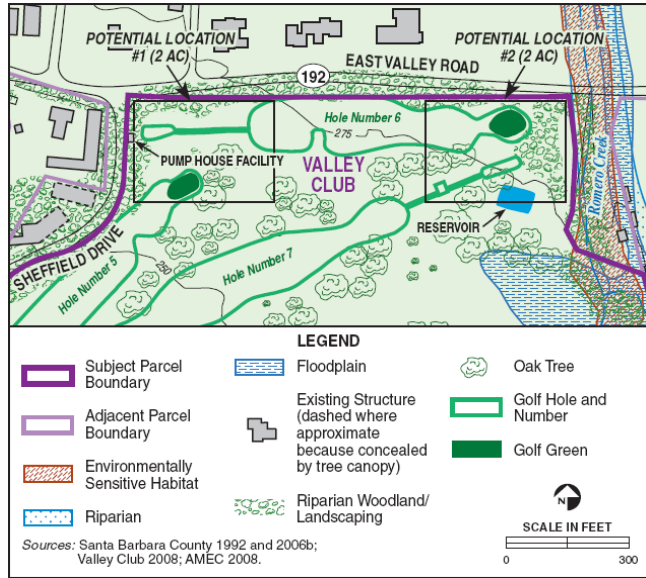 POTENTIAL LOCATION
#1 (2 AC)
POTENTIAL LOCATION
#2 (2 AC)
192
EAST VALLEY ROAD
Hole Number 6
275
PUMP HOUSE FACILITY
VALLEY
CLUB
RESERVOIR
Romero Creek
SHEFFIELD DRIVE
Hole Number 5
250
Hole Number 7
LEGEND
Subject Parcel
Boundary
Adjacent Parcel
Boundary
Environmentally
Sensitive Habitat
Riparian
Floodplain
Existing Structure
(dashed where
approximate
because concealed
by tree canopy)
Riparian Woodland/
Landscaping
Oak Tree
Golf Hole and
Number
Golf Green
N
SCALE IN FEET
0 300
Sources: Santa Barbara County 1992 and 2006b;
Valley Club 2008; AMEC 2008.